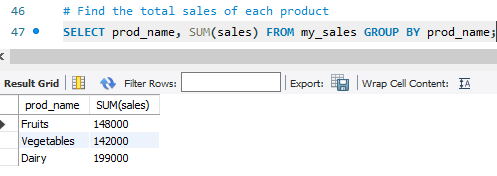 46 # Find the total sales of each product
47 SELECT prod_name, SUM(sales) FROM my_sales GROUP BY prod_name;
Result Grid Filter Rows: Export: Wrap Cell Content:
prod_name SUM(sales)
Fruits 148000
Vegetables 142000
Dairy 199000